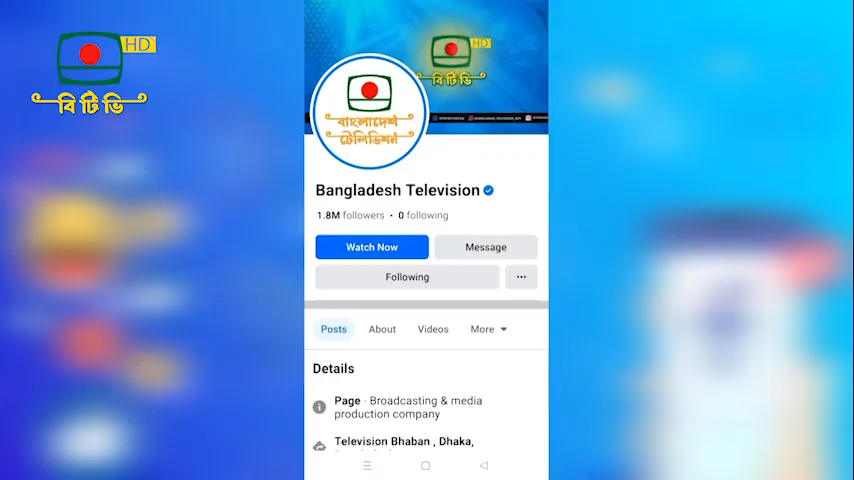 HD
বিটিভি
HD
বিটিভি
বাংলাদেশ
টেলিভিশন
Bangladesh Television
1.8M followers • 0 following
Watch Now
Message
Following
Posts
About
Videos
More
Details
Page · Broadcasting & media
production company
Television Bhaban , Dhaka,